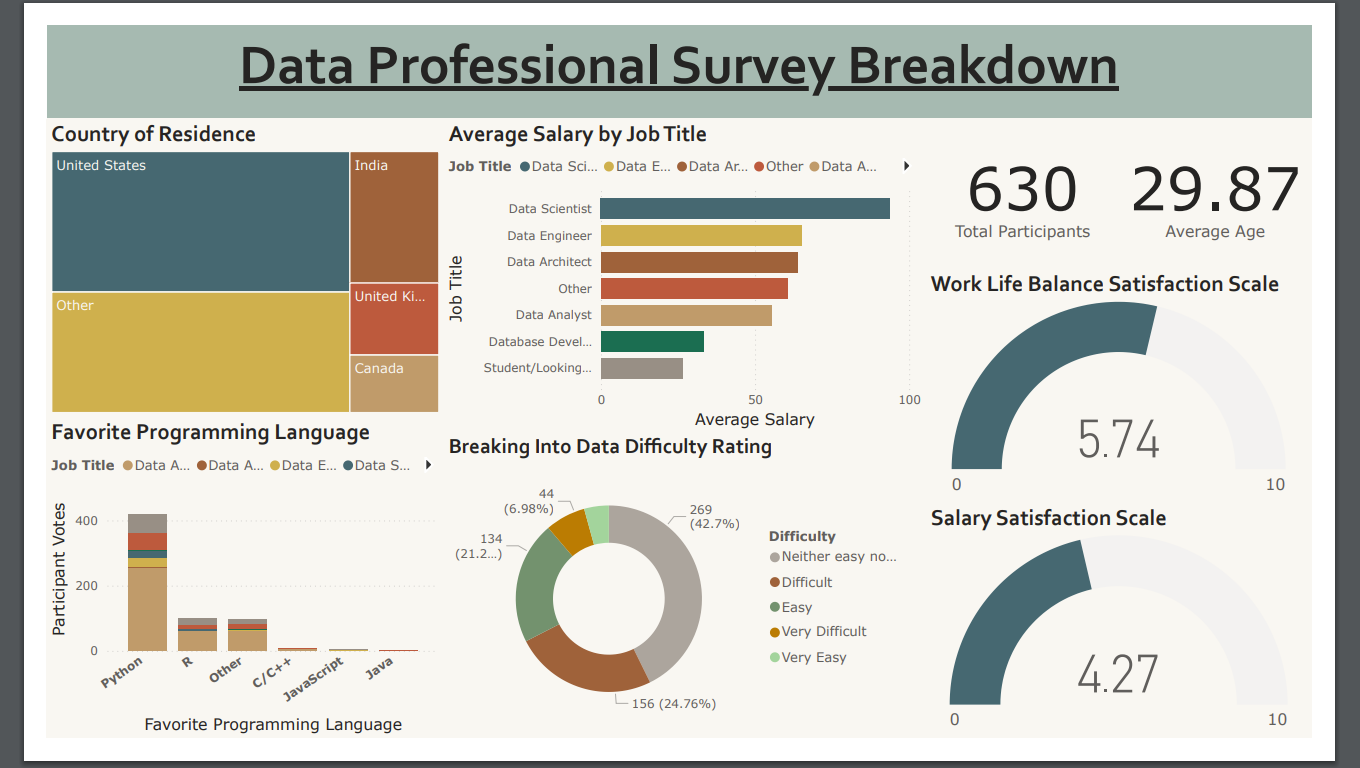 Data Professional Survey Breakdown
Country of Residence
United States
India
Other
United Ki...
Canada
Average Salary by Job Title
Job Title Data Sci... Data E... Data Ar... Other Data A...
Job Title
Data Scientist
Data Engineer
Data Architect
Other
Data Analyst
Database Devel...
Student/Looking...
0 50 100
Average Salary
630
Total Participants
29.87
Average Age
Work Life Balance Satisfaction Scale
5.74
0 10
Favorite Programming Language
Job Title Data A... Data A... Data E... Data S...
Participant Votes
400
200
0
Python R Other C/C++ JavaScript Java
Favorite Programming Language
Breaking Into Data Difficulty Rating
44
(6.98%)
269
(42.7%)
134
(21.2...)
156 (24.76%)
Difficulty
Neither easy no...
Difficult
Easy
Very Difficult
Very Easy
Salary Satisfaction Scale
4.27
0 10